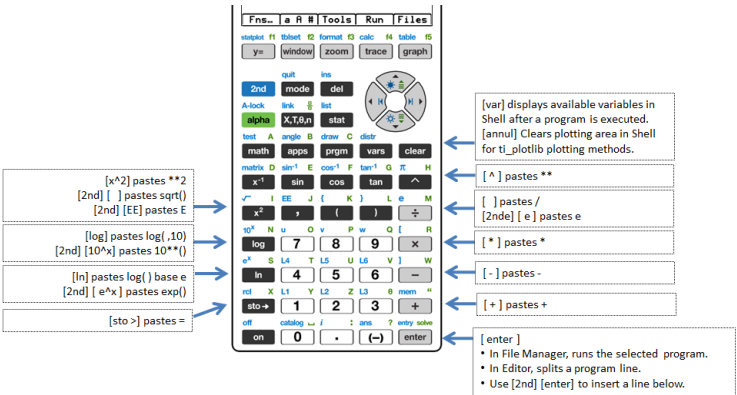 Fns… a A # Tools Run Files
statplot f1 tblset f2 format f3 calc f4 table f5
y= window zoom trace graph
quit ins
2nd mode del
A-lock link list
alpha X,T,θ,n stat
test A angle B draw C distr
math apps prgm vars clear
matrix D sin-1 E cos-1 F tan-1 G π H
x-1 sin cos tan ^
√ I EE J { K } L e M
x² , ( ) ÷
10x N u O v P w Q [ R
log 7 8 9 ×
ex S L4 T L5 U L6 V ] W
ln 4 5 6 −
rcl X L1 Y L2 Z L3 θ mem “
sto→ 1 2 3 +
off catalog ⎵ i : ans ? entry solve
on 0 . (−) enter
[x^2] pastes **2
[2nd] [ ] pastes sqrt()
[2nd] [EE] pastes E
[log] pastes log( ,10)
[2nd] [10^x] pastes 10**()
[ln] pastes log( ) base e
[2nd] [ e^x ] pastes exp()
[sto >] pastes =
[var] displays available variables in
Shell after a program is executed.
[annul] Clears plotting area in Shell
for ti_plotlib plotting methods.
[ ^ ] pastes **
[ ] pastes /
[2nde] [ e ] pastes e
[ * ] pastes *
[ - ] pastes -
[ + ] pastes +
[ enter ]
• In File Manager, runs the selected program.
• In Editor, splits a program line.
• Use [2nd] [enter] to insert a line below.